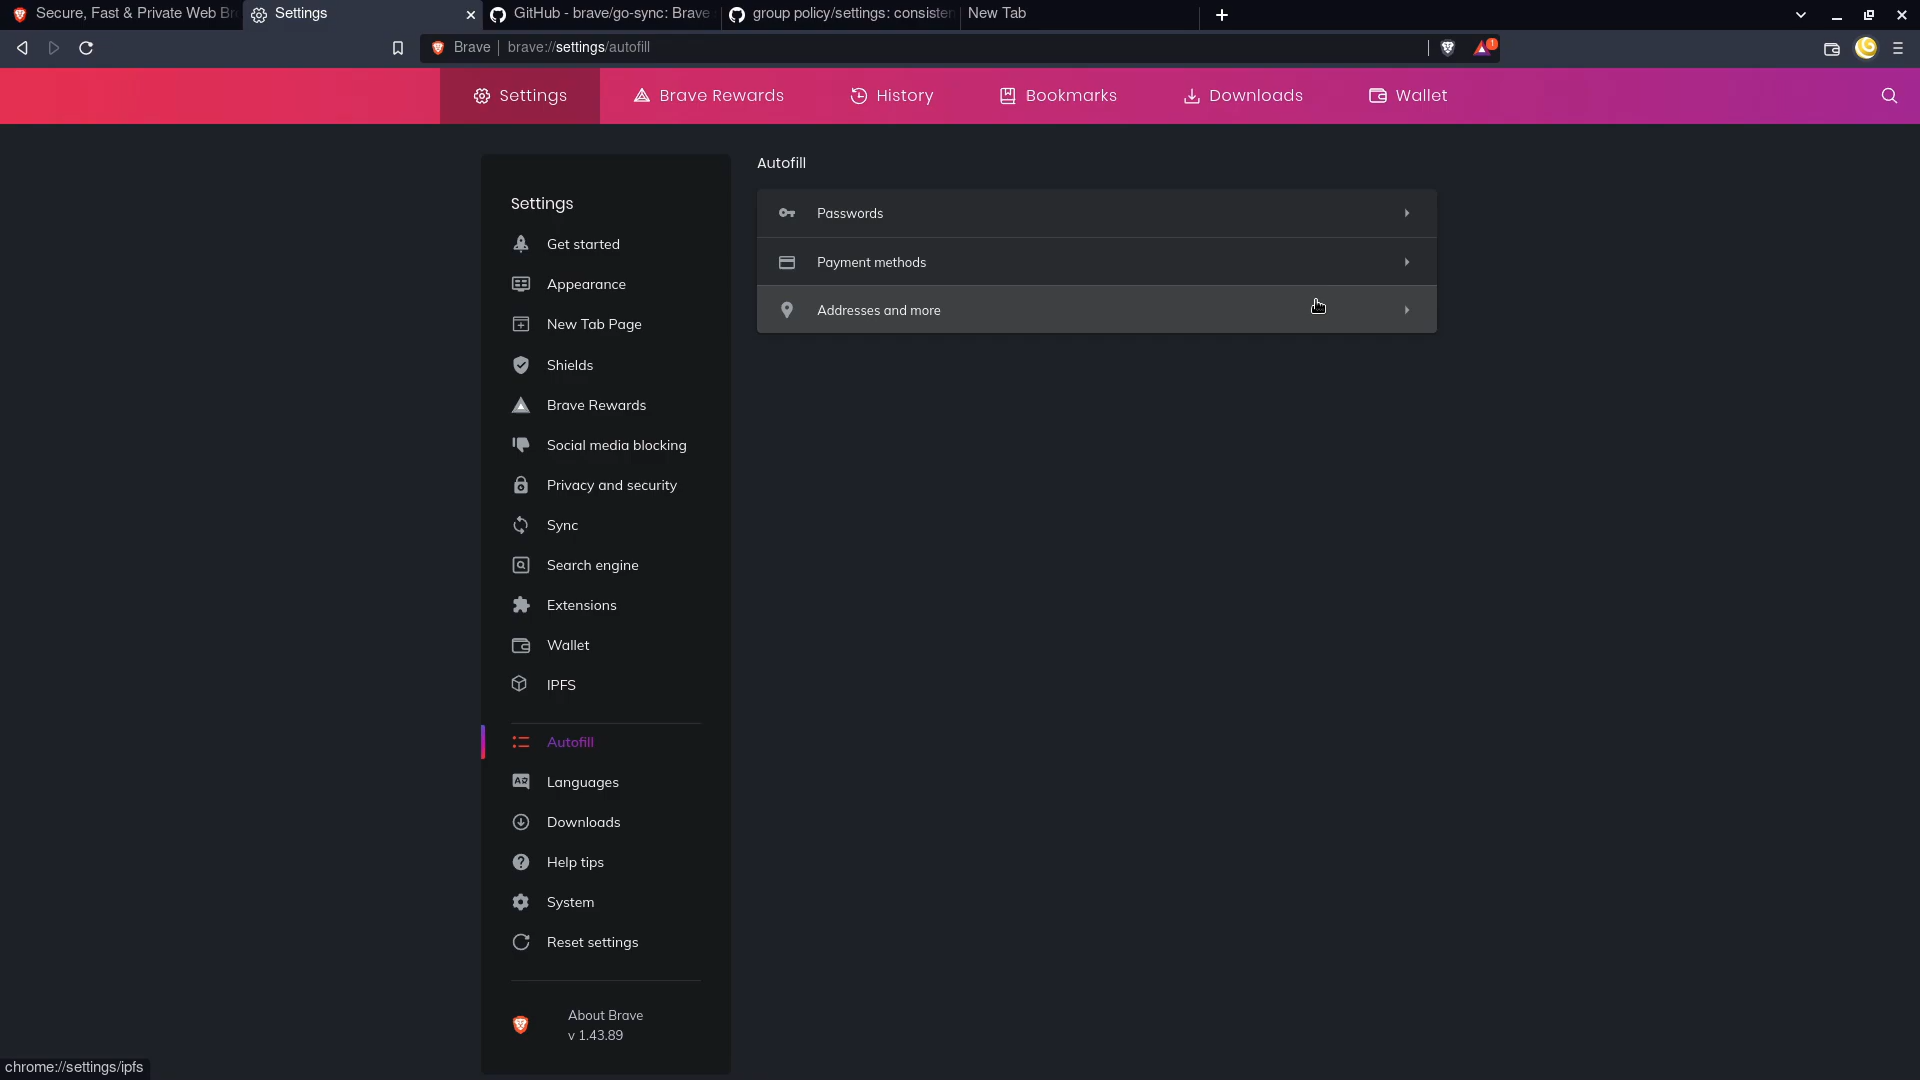 Secure, Fast & Private Web Br
Settings
GitHub - brave/go-sync: Brave
group policy/settings: consisten
New Tab
Brave
brave://settings/autofill
1
Settings
Brave Rewards
History
Bookmarks
Downloads
Wallet
Settings
Get started
Appearance
New Tab Page
Shields
Brave Rewards
Social media blocking
Privacy and security
Sync
Search engine
Extensions
Wallet
IPFS
Autofill
Languages
Downloads
Help tips
System
Reset settings
About Brave
v 1.43.89
Autofill
Passwords
Payment methods
Addresses and more
chrome://settings/ipfs